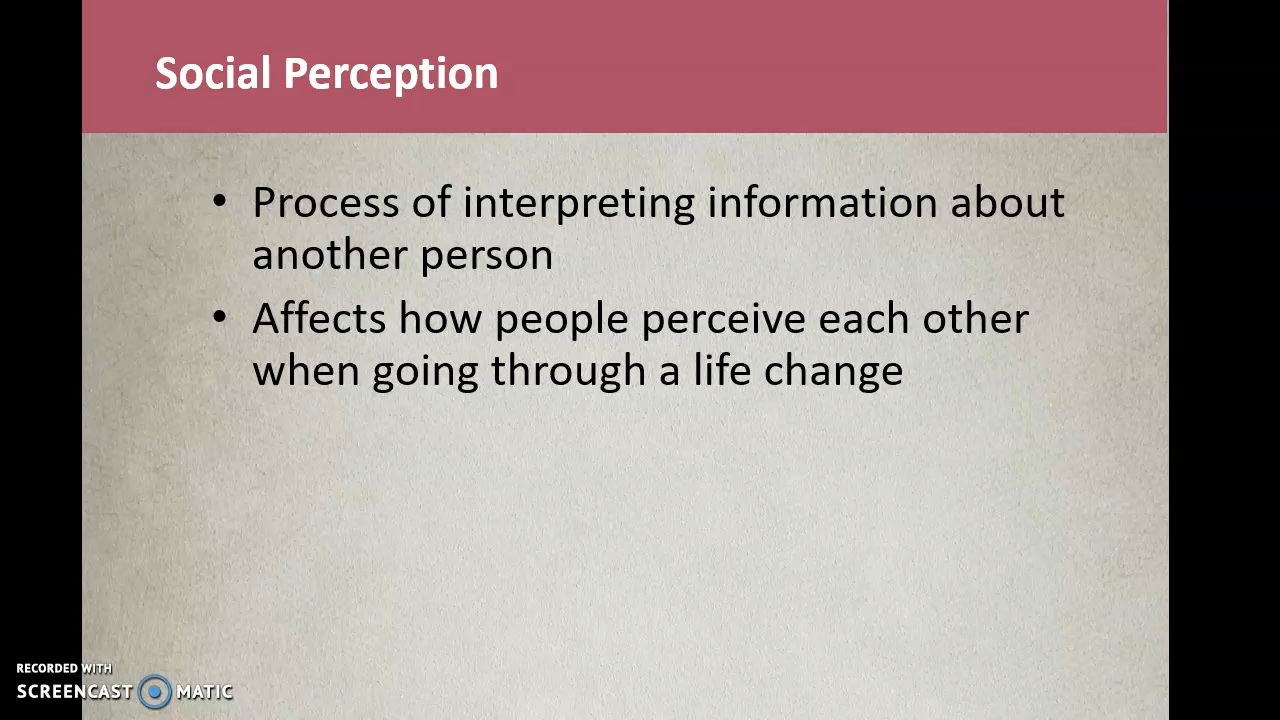 Social Perception
• Process of interpreting information about
another person
• Affects how people perceive each other
when going through a life change
RECORDED WITH
SCREENCAST MATIC